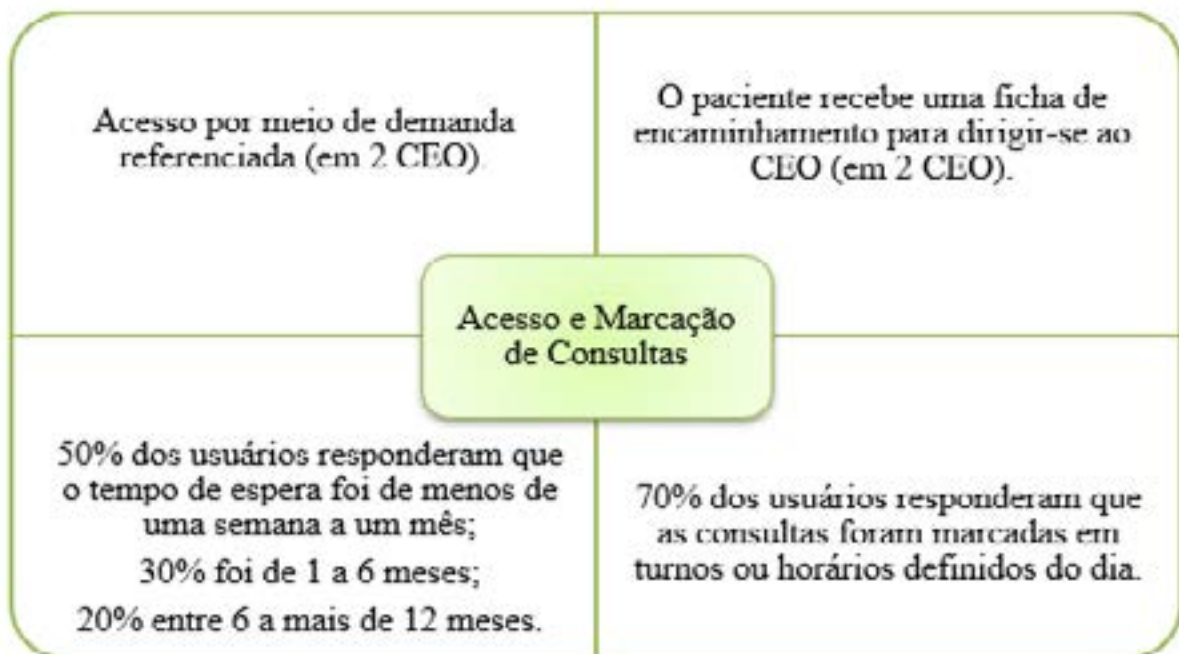 Acesso por meio de demanda
referenciada (em 2 CEO).
O paciente recebe uma ficha de
encaminhamento para dirigir-se ao
CEO (em 2 CEO).
Acesso e Marcação
de Consultas
50% dos usuários responderam que
o tempo de espera foi de menos de
uma semana a um mês;
30% foi de 1 a 6 meses;
20% entre 6 a mais de 12 meses.
70% dos usuários responderam que
as consultas foram marcadas em
turnos ou horários definidos do dia.